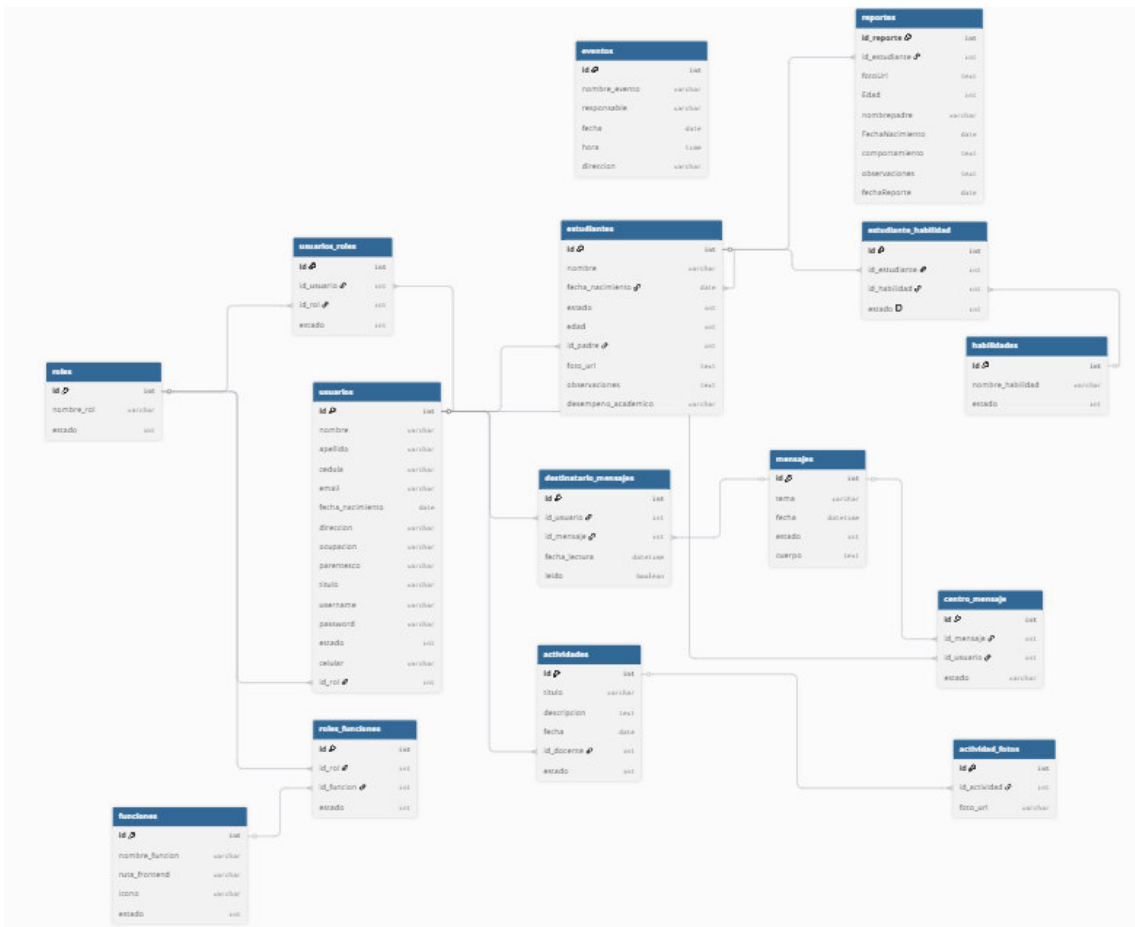 reportes
id_reporte int
id_estudiante int
fotoUrl text
Edad int
nombrepadre varchar
FechaNacimiento date
comportamiento text
observaciones text
fechaReporte date
eventos
id int
nombre_evento varchar
responsable varchar
fecha date
hora time
direccion varchar
estudiantes
id int
nombre varchar
fecha_nacimiento date
estado int
edad int
id_padre int
foto_url text
observaciones text
desempeno_academico varchar
estudiante_habilidad
id int
id_estudiante int
id_habilidad int
estado D int
usuarios_roles
id int
id_usuario int
id_rol int
estado int
habilidades
id int
nombre_habilidad varchar
estado int
roles
id int
nombre_rol varchar
estado int
usuarios
id int
nombre varchar
apellido varchar
cedula varchar
email varchar
fecha_nacimiento date
direccion varchar
ocupacion varchar
parentesco varchar
titulo varchar
username varchar
password varchar
estado int
celular varchar
id_rol int
destinatario_mensajes
id int
id_usuario int
id_mensaje int
fecha_lectura datetime
leido boolean
mensajes
id int
tema varchar
fecha datetime
estado int
cuerpo text
centro_mensaje
id int
id_mensaje int
id_usuario int
estado varchar
actividades
id int
titulo varchar
descripcion text
fecha date
id_docente int
estado int
roles_funciones
id int
id_rol int
id_funcion int
estado int
actividad_fotos
id int
id_actividad int
foto_url varchar
funciones
id int
nombre_funcion varchar
ruta_frontend varchar
icono varchar
estado int